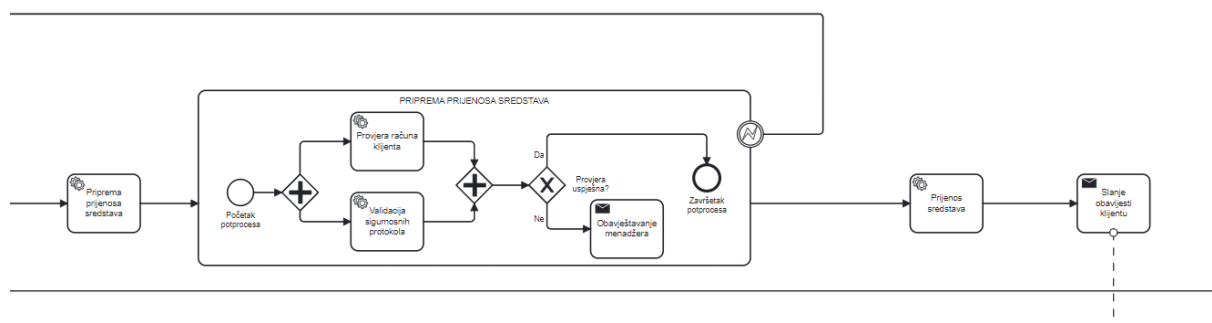 PRIPREMA PRIJENOSA SREDSTAVA
Priprema
prijenosa
sredstava
Početak
potprocesa
Provjera računa
klijenta
Validacija
sigurnosnih
protokola
Da
Provjera
uspješna?
Ne
Obavještavanje
menadžera
Završetak
potprocesa
Prijenos
sredstava
Slanje
obavijesti
klijentu